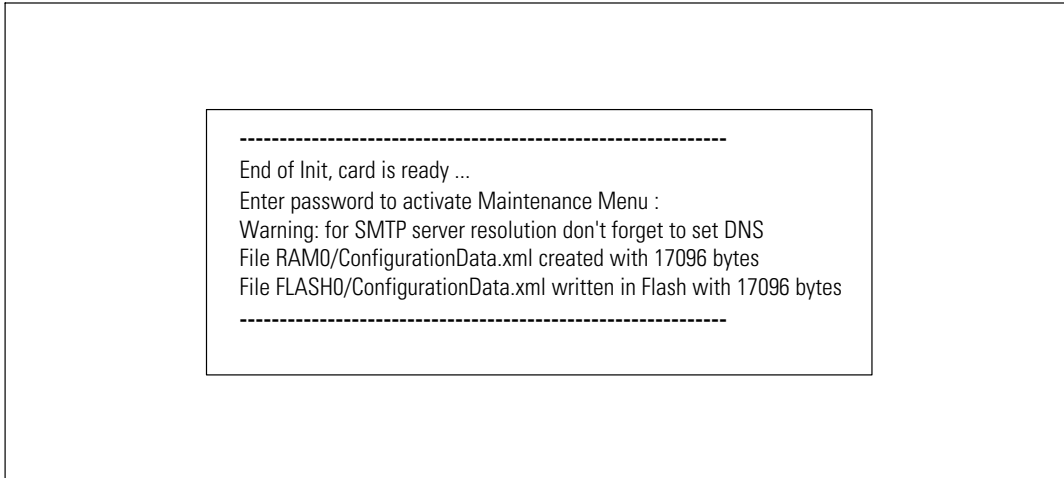 ------------------------------------------------------------
End of Init, card is ready ...
Enter password to activate Maintenance Menu :
Warning: for SMTP server resolution don't forget to set DNS
File RAM0/ConfigurationData.xml created with 17096 bytes
File FLASH0/ConfigurationData.xml written in Flash with 17096 bytes
------------------------------------------------------------